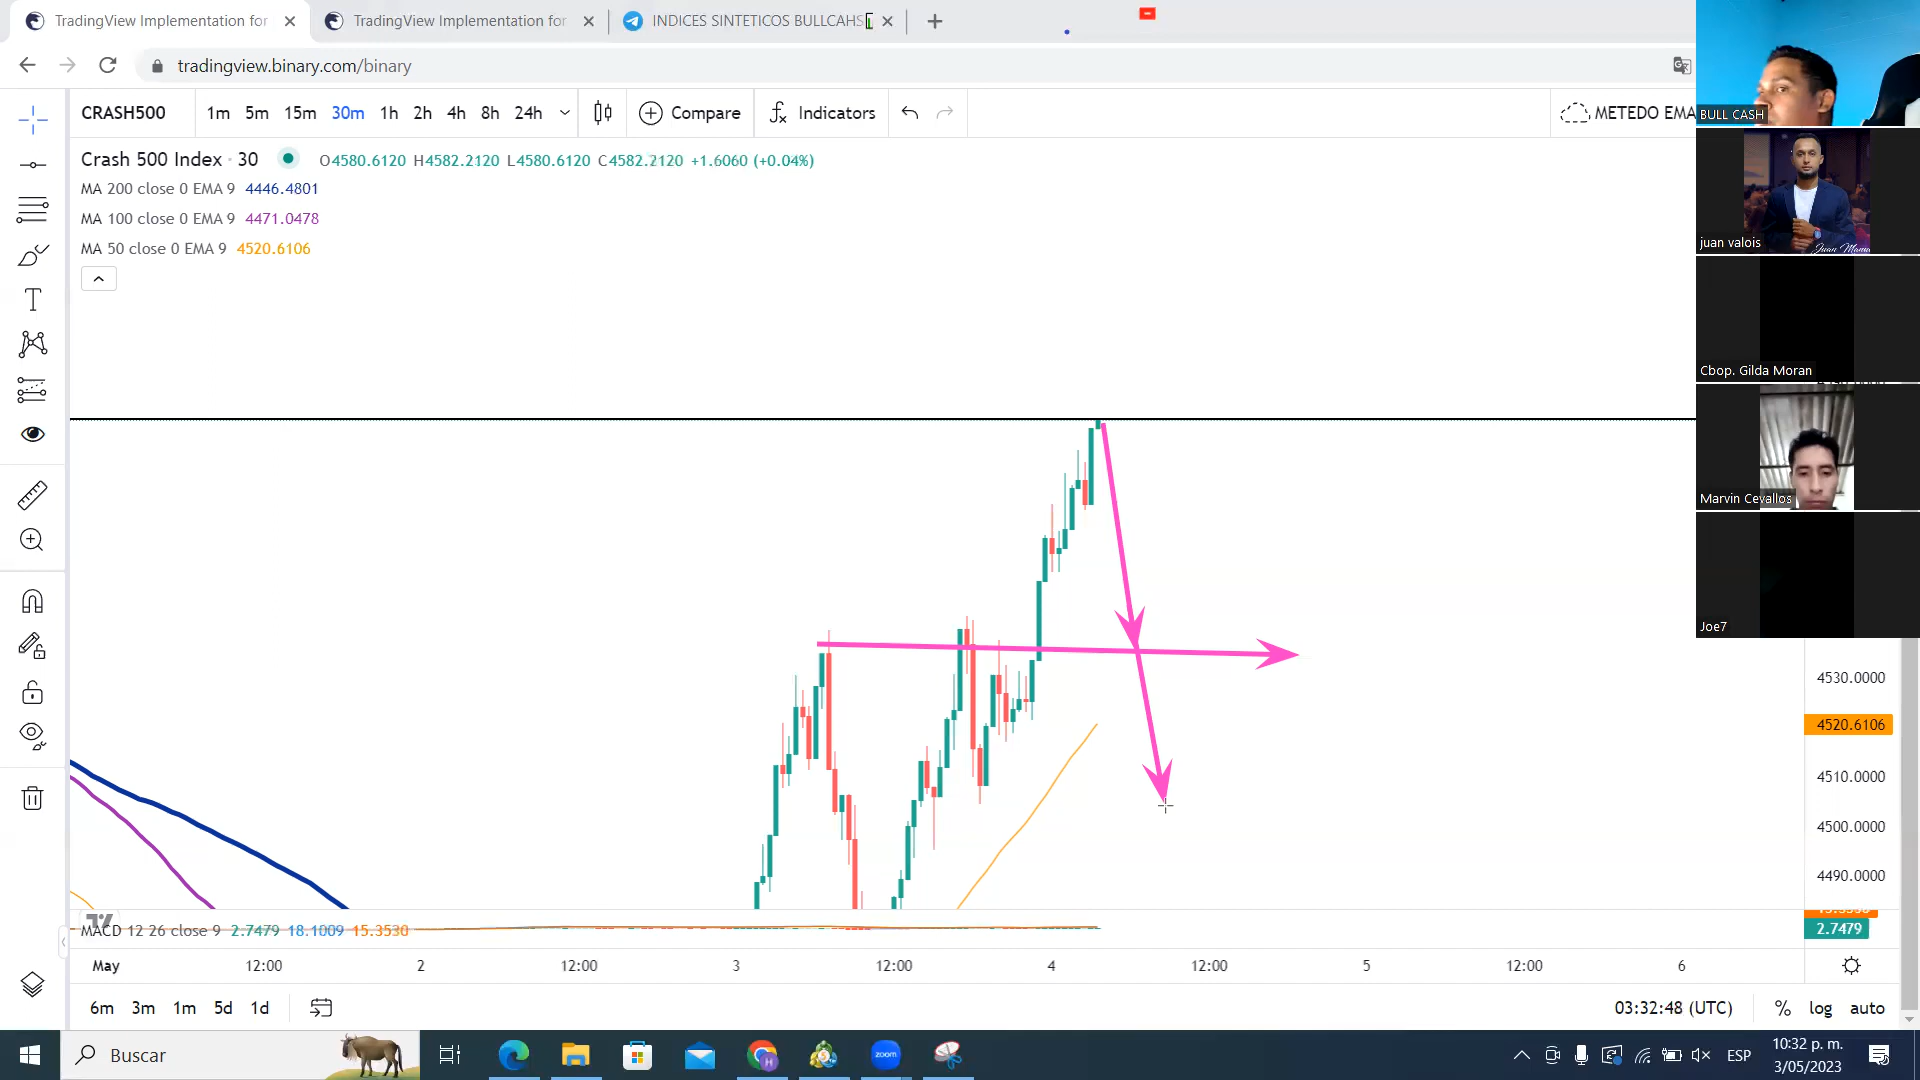 TradingView Implementation for
TradingView Implementation for
INDICES SINTETICOS BULLCAHS
tradingview.binary.com/binary
CRASH500
1m 5m 15m 30m 1h 2h 4h 8h 24h
Compare
Indicators
METEDO EMA
Crash 500 Index · 30
O4580.6120 H4582.2120 L4580.6120 C4582.2120 +1.6060 (+0.04%)
MA 200 close 0 EMA 9 4446.4801
MA 100 close 0 EMA 9 4471.0478
MA 50 close 0 EMA 9 4520.6106
BULL CASH
juan valois
Cbop. Gilda Moran
Marvin Cevallos
Joe7
4530.0000
4520.6106
4510.0000
4500.0000
4490.0000
2.7479
MACD 12 26 close 9 2.7479 18.1009 15.3530
May 12:00 2 12:00 3 12:00 4 12:00 5 12:00 6
6m 3m 1m 5d 1d
03:32:48 (UTC) % log auto
Buscar
zoom
ESP
10:32 p. m.
3/05/2023